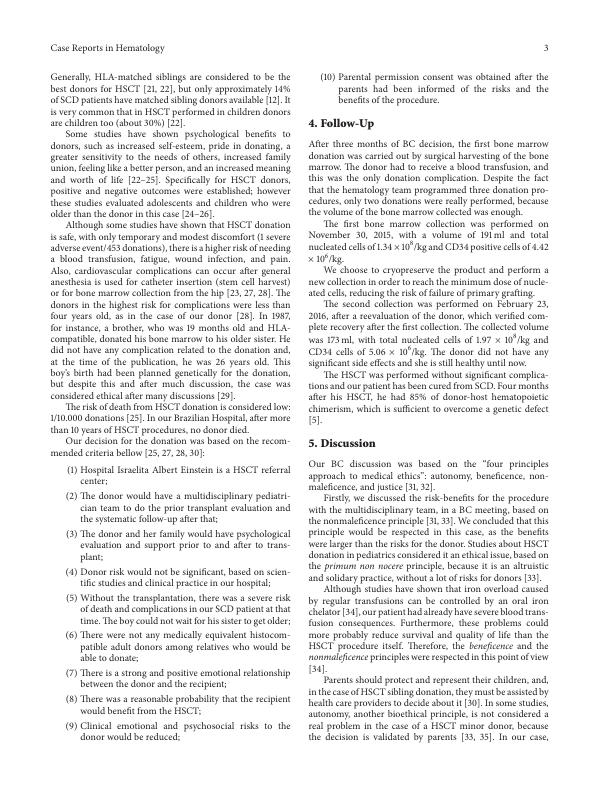 Case Reports in Hematology
3
Generally, HLA-matched siblings are considered to be the
best donors for HSCT [21, 22], but only approximately 14%
of SCD patients have matched sibling donors available [12]. It
is very common that in HSCT performed in children donors
are children too (about 30%) [22].
Some studies have shown psychological benefits to
donors, such as increased self-esteem, pride in donating, a
greater sensitivity to the needs of others, increased family
union, feeling like a better person, and an increased meaning
and worth of life [22–25]. Specifically for HSCT donors,
positive and negative outcomes were established; however
these studies evaluated adolescents and children who were
older than the donor in this case [24–26].
Although some studies have shown that HSCT donation
is safe, with only temporary and modest discomfort (1 severe
adverse event/453 donations), there is a higher risk of needing
a blood transfusion, fatigue, wound infection, and pain.
Also, cardiovascular complications can occur after general
anesthesia is used for catheter insertion (stem cell harvest)
or for bone marrow collection from the hip [23, 27, 28]. The
donors in the highest risk for complications were less than
four years old, as in the case of our donor [28]. In 1987,
for instance, a brother, who was 19 months old and HLA-
compatible, donated his bone marrow to his older sister. He
did not have any complication related to the donation and,
at the time of the publication, he was 26 years old. This
boy's birth had been planned genetically for the donation,
but despite this and after much discussion, the case was
considered ethical after many discussions [29].
The risk of death from HSCT donation is considered low:
1/10.000 donations [25]. In our Brazilian Hospital, after more
than 10 years of HSCT procedures, no donor died.
Our decision for the donation was based on the recom-
mended criteria bellow [25, 27, 28, 30]:
(1) Hospital Israelita Albert Einstein is a HSCT referral
center;
(2) The donor would have a multidisciplinary pediatri-
cian team to do the prior transplant evaluation and
the systematic follow-up after that;
(3) The donor and her family would have psychological
evaluation and support prior to and after to trans-
plant;
(4) Donor risk would not be significant, based on scien-
tific studies and clinical practice in our hospital;
(5) Without the transplantation, there was a severe risk
of death and complications in our SCD patient at that
time. The boy could not wait for his sister to get older;
(6) There were not any medically equivalent histocom-
patible adult donors among relatives who would be
able to donate;
(7) There is a strong and positive emotional relationship
between the donor and the recipient;
(8) There was a reasonable probability that the recipient
would benefit from the HSCT;
(9) Clinical emotional and psychosocial risks to the
donor would be reduced;
(10) Parental permission consent was obtained after the
parents had been informed of the risks and the
benefits of the procedure.
4. Follow-Up
After three months of BC decision, the first bone marrow
donation was carried out by surgical harvesting of the bone
marrow. The donor had to receive a blood transfusion, and
this was the only donation complication. Despite the fact
that the hematology team programmed three donation pro-
cedures, only two donations were really performed, because
the volume of the bone marrow collected was enough.
The first bone marrow collection was performed on
November 30, 2015, with a volume of 191 ml and total
nucleated cells of 1.34 × 10⁸/kg and CD34 positive cells of 4.42
× 10⁶/kg.
We choose to cryopreserve the product and perform a
new collection in order to reach the minimum dose of nucle-
ated cells, reducing the risk of failure of primary grafting.
The second collection was performed on February 23,
2016, after a reevaluation of the donor, which verified com-
plete recovery after the first collection. The collected volume
was 173 ml, with total nucleated cells of 1.97 × 10⁸/kg and
CD34 cells of 5.06 × 10⁶/kg. The donor did not have any
significant side effects and she is still healthy until now.
The HSCT was performed without significant complica-
tions and our patient has been cured from SCD. Four months
after his HSCT, he had 85% of donor-host hematopoietic
chimerism, which is sufficient to overcome a genetic defect
[5].
5. Discussion
Our BC discussion was based on the “four principles
approach to medical ethics”: autonomy, beneficence, non-
maleficence, and justice [31, 32].
Firstly, we discussed the risk-benefits for the procedure
with the multidisciplinary team, in a BC meeting, based on
the nonmaleficence principle [31, 33]. We concluded that this
principle would be respected in this case, as the benefits
were larger than the risks for the donor. Studies about HSCT
donation in pediatrics considered it an ethical issue, based on
the primum non nocere principle, because it is an altruistic
and solidary practice, without a lot of risks for donors [33].
Although studies have shown that iron overload caused
by regular transfusions can be controlled by an oral iron
chelator [34], our patient had already have severe blood trans-
fusion consequences. Furthermore, these problems could
more probably reduce survival and quality of life than the
HSCT procedure itself. Therefore, the beneficence and the
nonmaleficence principles were respected in this point of view
[34].
Parents should protect and represent their children, and,
in the case of HSCT sibling donation, they must be assisted by
health care providers to decide about it [30]. In some studies,
autonomy, another bioethical principle, is not considered a
real problem in the case of a HSCT minor donor, because
the decision is validated by parents [33, 35]. In our case,